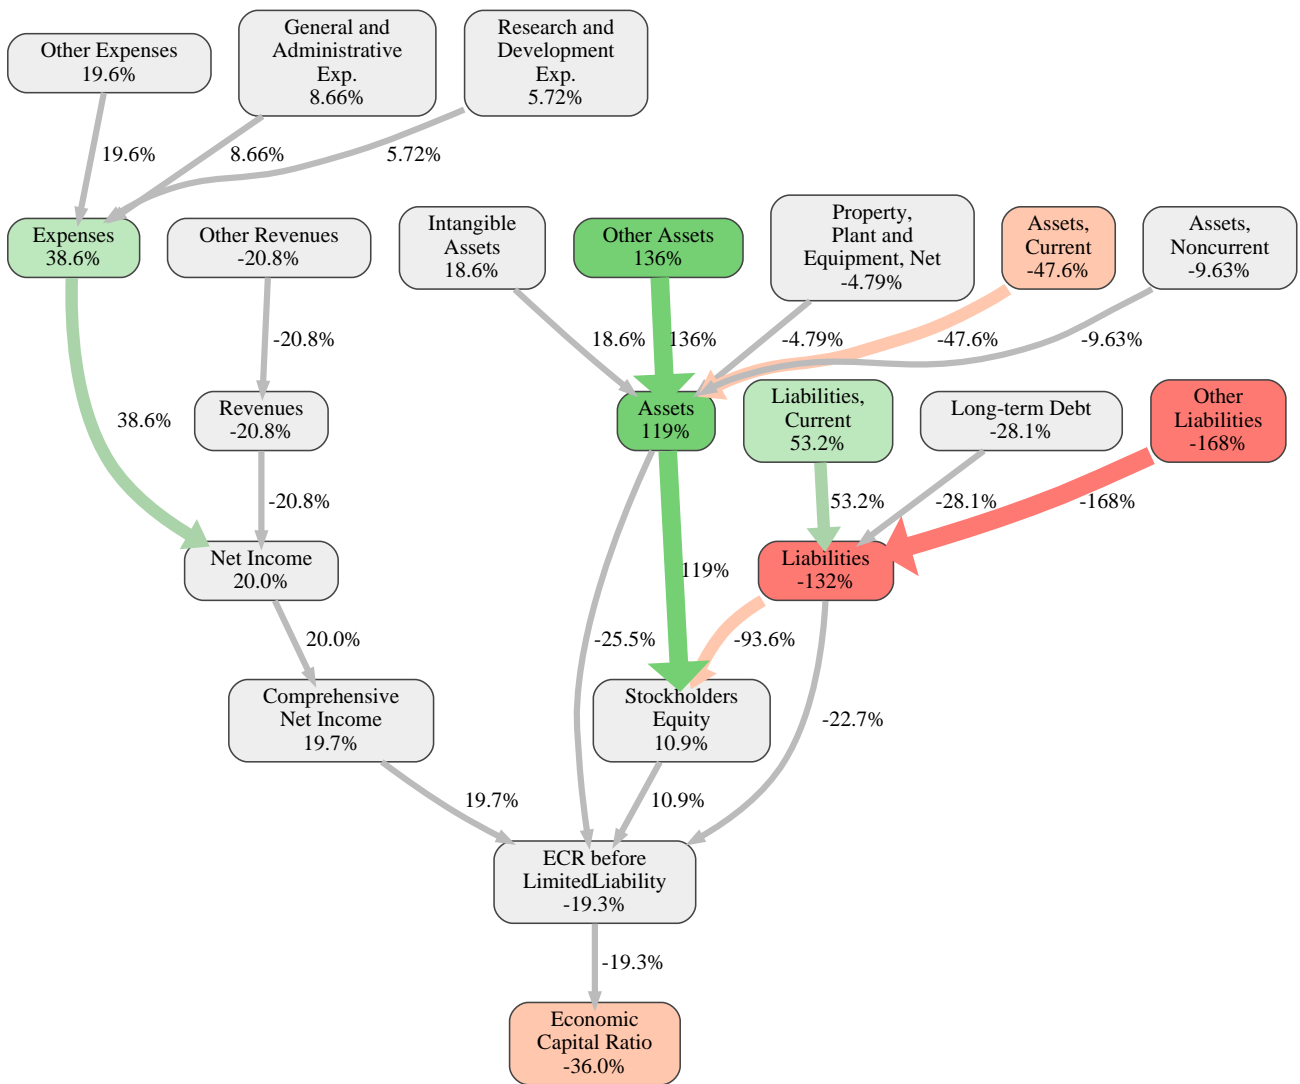 Other Expenses
19.6%
General and
Administrative
Exp.
8.66%
Research and
Development
Exp.
5.72%
19.6%
8.66%
5.72%
Expenses
38.6%
Other Revenues
-20.8%
Intangible
Assets
18.6%
Other Assets
136%
Property,
Plant and
Equipment, Net
-4.79%
Assets,
Current
-47.6%
Assets,
Noncurrent
-9.63%
-20.8%
18.6%
136%
-4.79%
-47.6%
-9.63%
38.6%
Revenues
-20.8%
Assets
119%
Liabilities,
Current
53.2%
Long-term Debt
-28.1%
Other
Liabilities
-168%
-20.8%
53.2%
-28.1%
-168%
Net Income
20.0%
119%
Liabilities
-132%
20.0%
-25.5%
-93.6%
Comprehensive
Net Income
19.7%
Stockholders
Equity
10.9%
-22.7%
19.7%
10.9%
ECR before
LimitedLiability
-19.3%
-19.3%
Economic
Capital Ratio
-36.0%